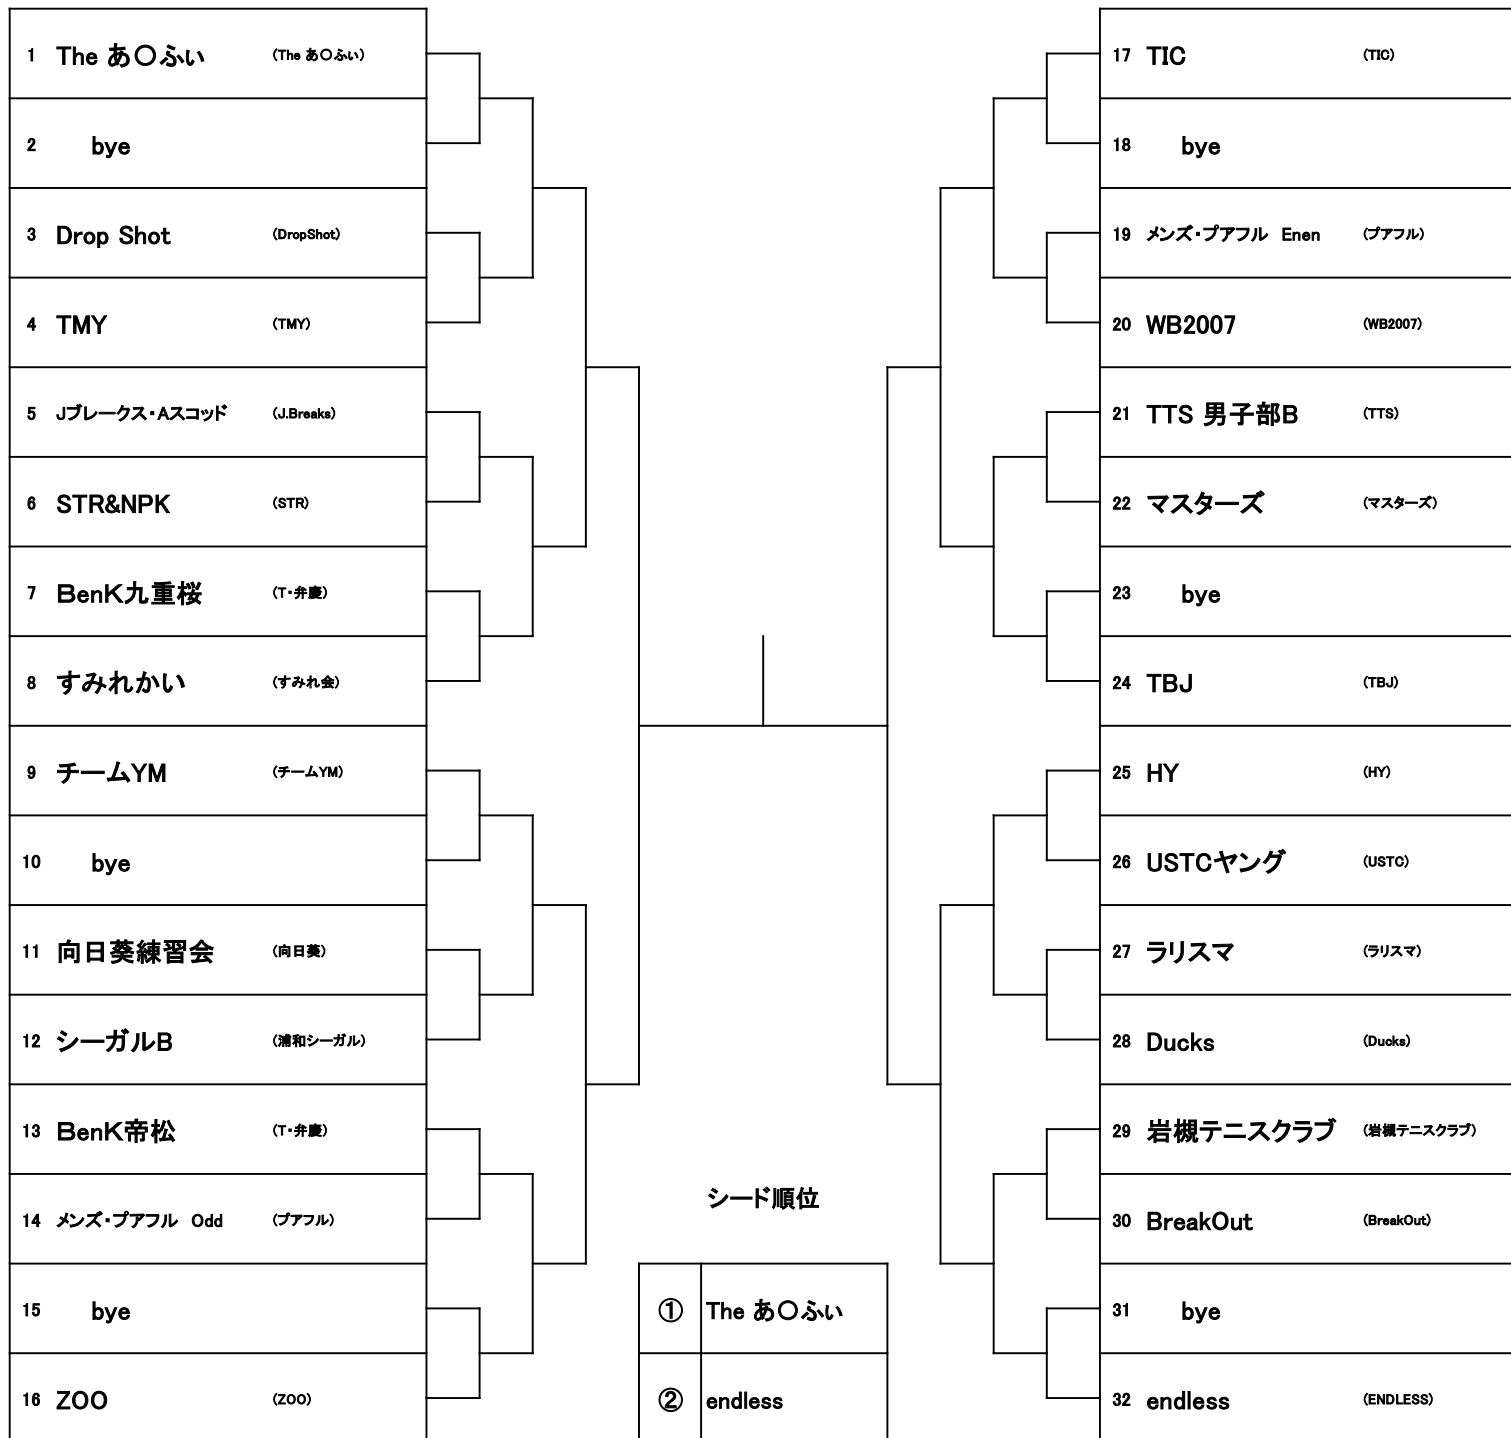 1 The あ〇ふぃ (The あ〇ふぃ)
2 bye
3 Drop Shot (DropShot)
4 TMY (TMY)
5 Jブレークス・Aスコッド (J.Breaks)
6 STR&NPK (STR)
7 BenK九重桜 (T・弁慶)
8 すみれかい (すみれ会)
9 チームYM (チームYM)
10 bye
11 向日葵練習会 (向日葵)
12 シーガルB (浦和シーガル)
13 BenK帝松 (T・弁慶)
14 メンズ・プアフル Odd (プアフル)
15 bye
16 ZOO (ZOO)
シード順位
① The あ〇ふぃ
② endless
17 TIC (TIC)
18 bye
19 メンズ・プアフル Enen (プアフル)
20 WB2007 (WB2007)
21 TTS 男子部B (TTS)
22 マスターズ (マスターズ)
23 bye
24 TBJ (TBJ)
25 HY (HY)
26 USTCヤング (USTC)
27 ラリスマ (ラリスマ)
28 Ducks (Ducks)
29 岩槻テニスクラブ (岩槻テニスクラブ)
30 BreakOut (BreakOut)
31 bye
32 endless (ENDLESS)